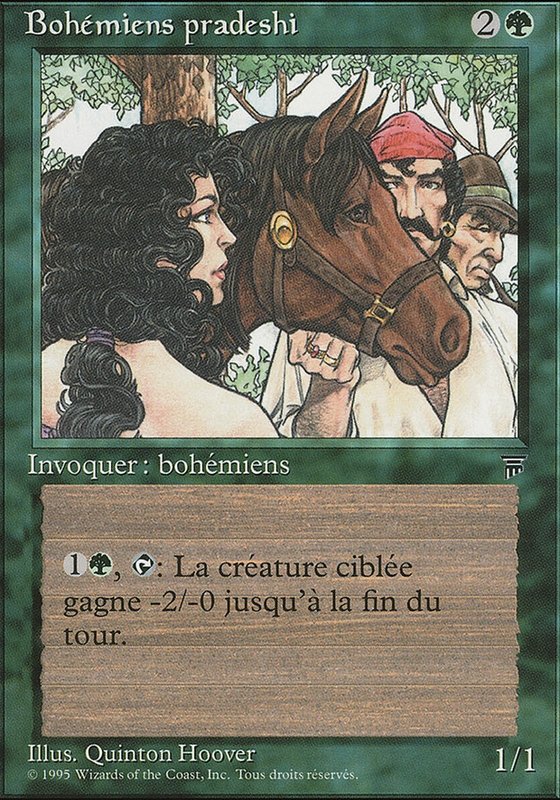 Bohémiens pradeshi 2
Invoquer : bohémiens
1, : La créature ciblée
gagne -2/-0 jusqu'à la fin du
tour.
Illus. Quinton Hoover
1/1
© 1995 Wizards of the Coast, Inc. Tous droits réservés.